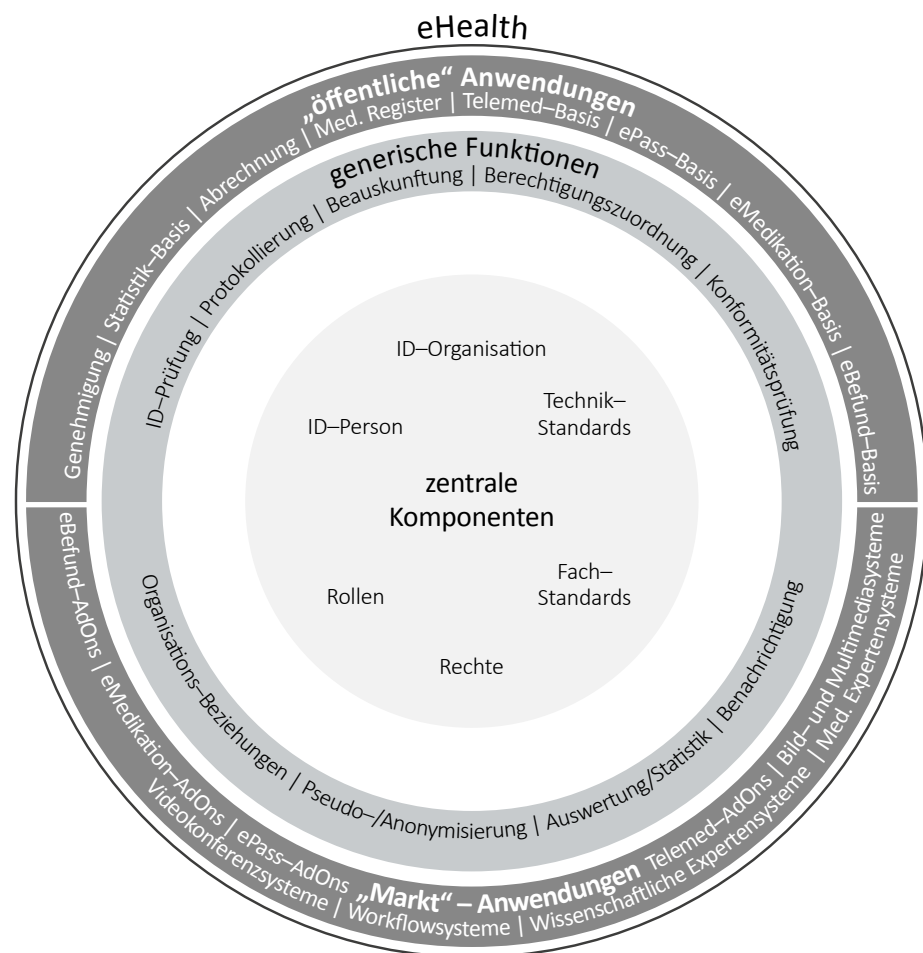 eHealth
„öffentliche“ Anwendungen
Genehmigung | Statistik–Basis | Abrechnung | Med. Register | Telemed–Basis | ePass–Basis | eMedikation–Basis | eBefund–Basis
generische Funktionen
ID–Prüfung | Protokollierung | Beauskunftung | Berechtigungszuordnung | Konformitätsprüfung
ID–Organisation
Technik–
Standards
ID–Person
zentrale
Komponenten
Fach–
Standards
Rollen
Rechte
Organisations–Beziehungen | Pseudo–/Anonymisierung | Auswertung/Statistik | Benachrichtigung
eBefund–AdOns | eMedikation–AdOns | ePass–AdOns „Markt“ – Anwendungen Telemed–AdOns | Bild– und Multimediasysteme
Videokonferenzsysteme | Workflowsysteme | Wissenschaftliche Expertensysteme | Med. Expertensysteme